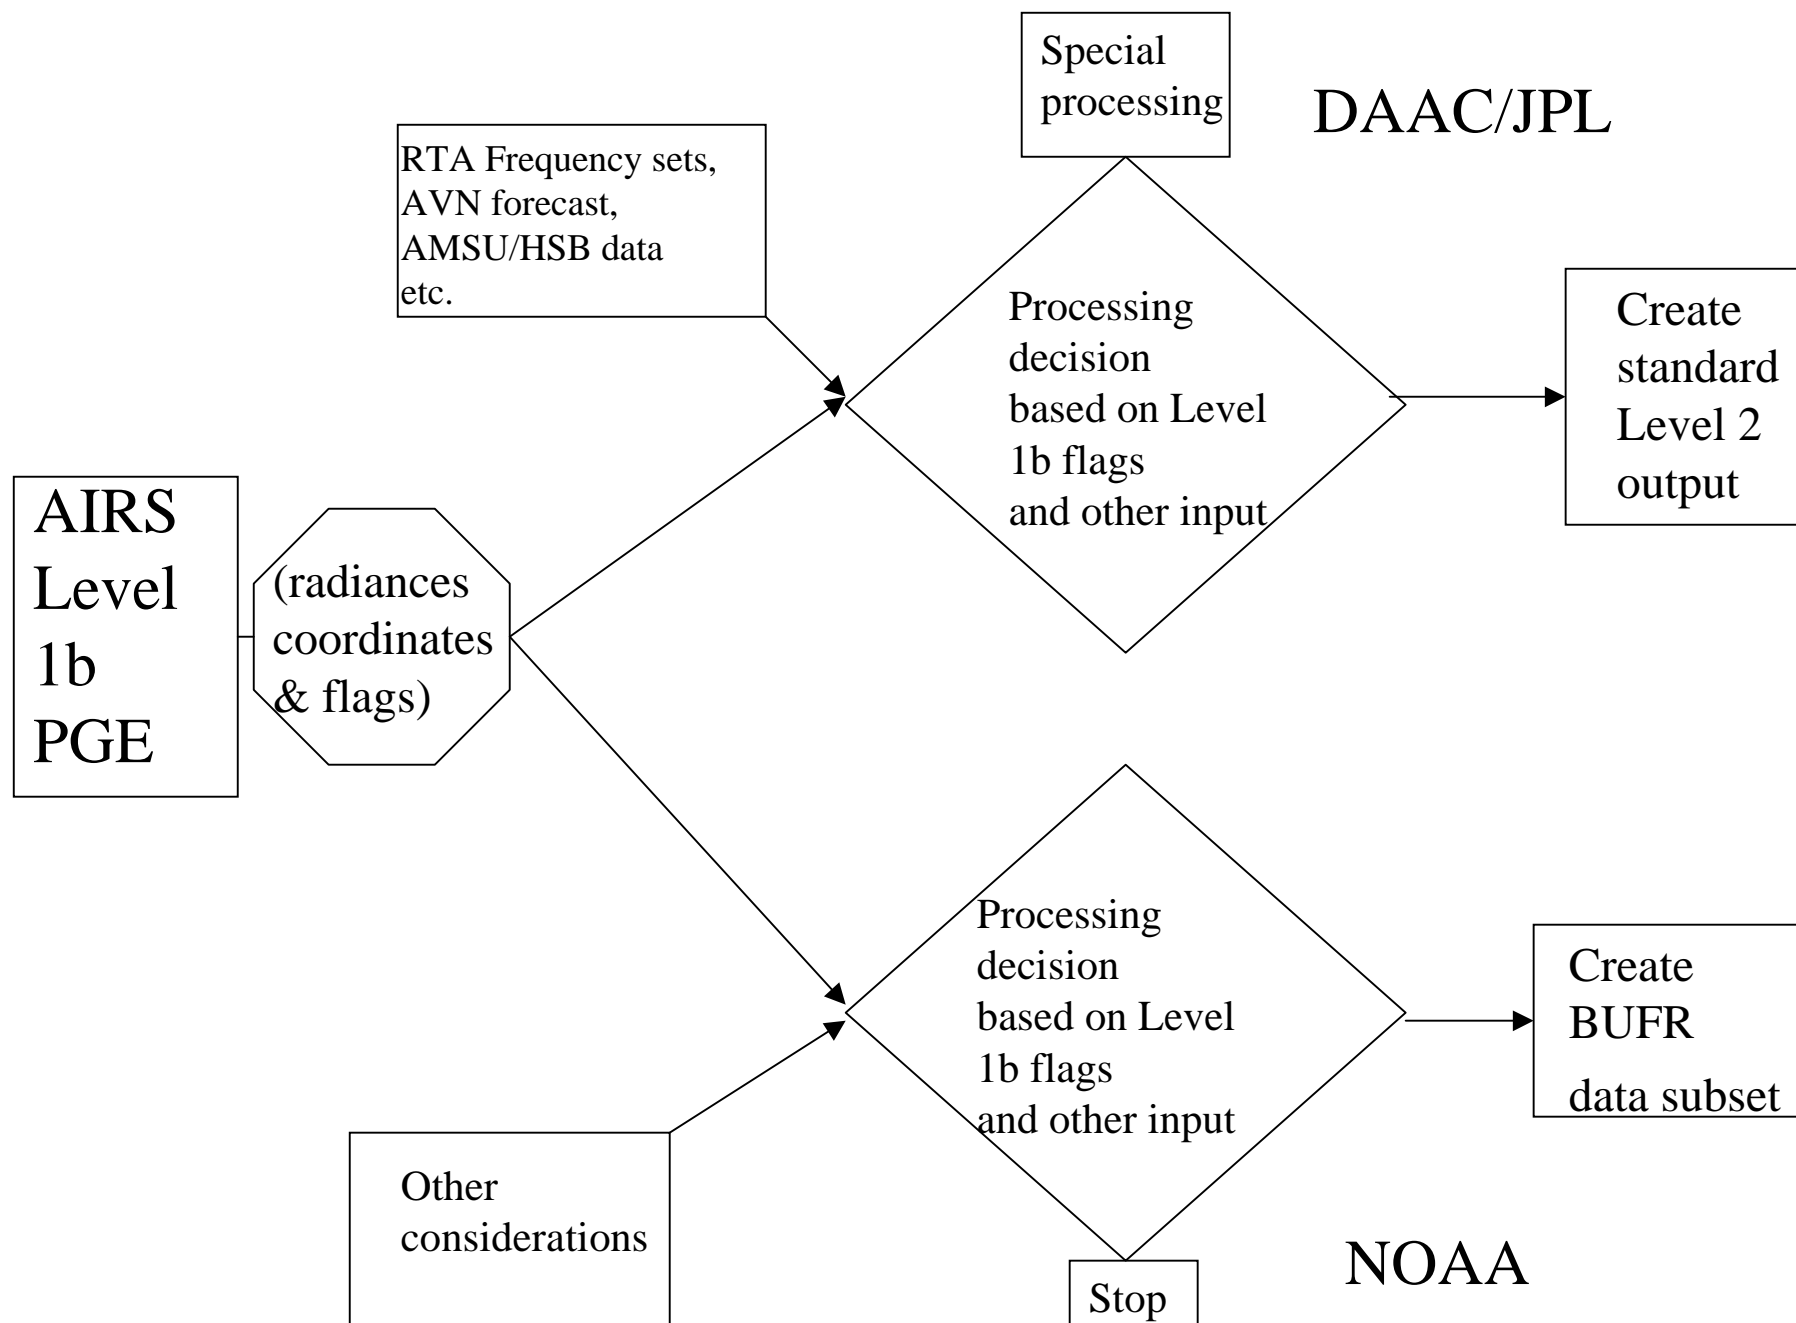 Special
processing
DAAC/JPL
RTA Frequency sets,
AVN forecast,
AMSU/HSB data
etc.
Processing
decision
based on Level
1b flags
and other input
Create
standard
Level 2
output
AIRS
Level
1b
PGE
(radiances
coordinates
& flags)
Processing
decision
based on Level
1b flags
and other input
Create
BUFR
data subset
Other
considerations
NOAA
Stop